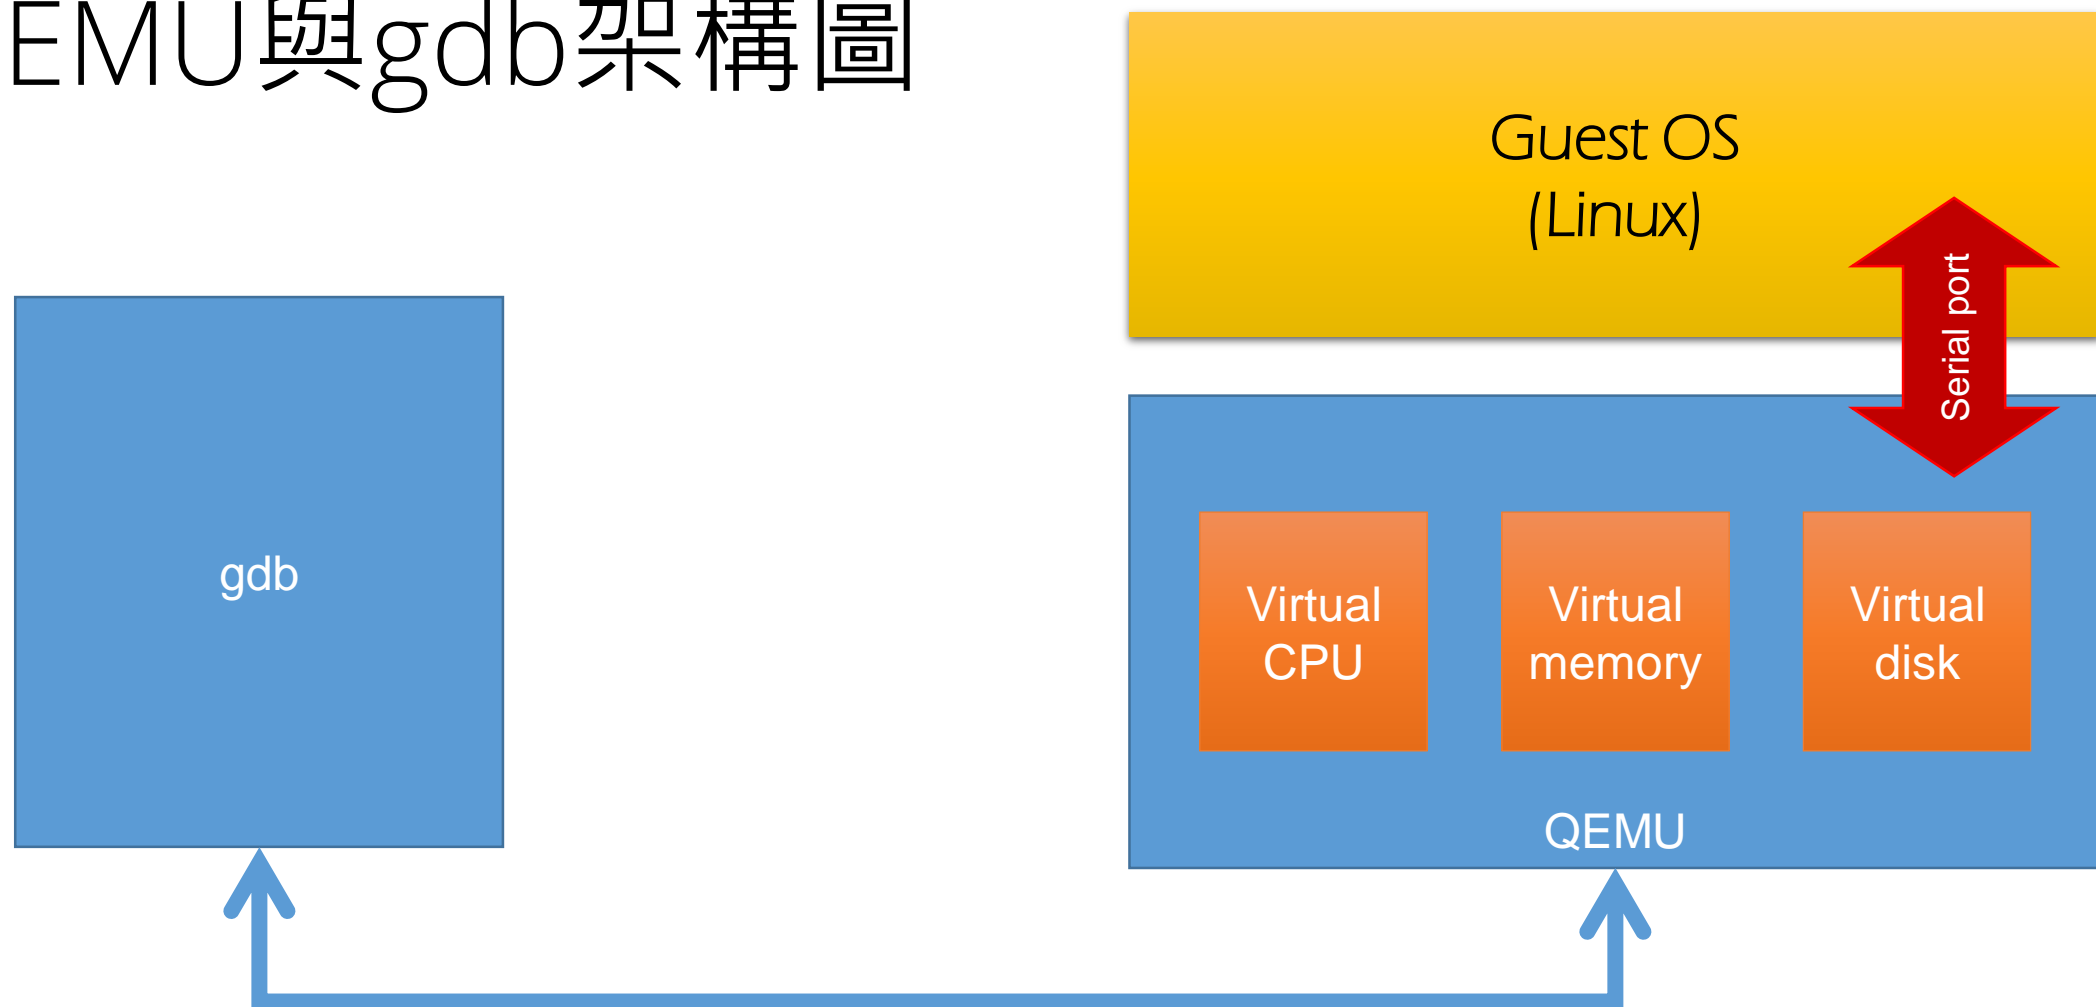 EMU與gdb架構圖
Guest OS
(Linux)
Serial port
gdb
Virtual
CPU
Virtual
memory
Virtual
disk
QEMU